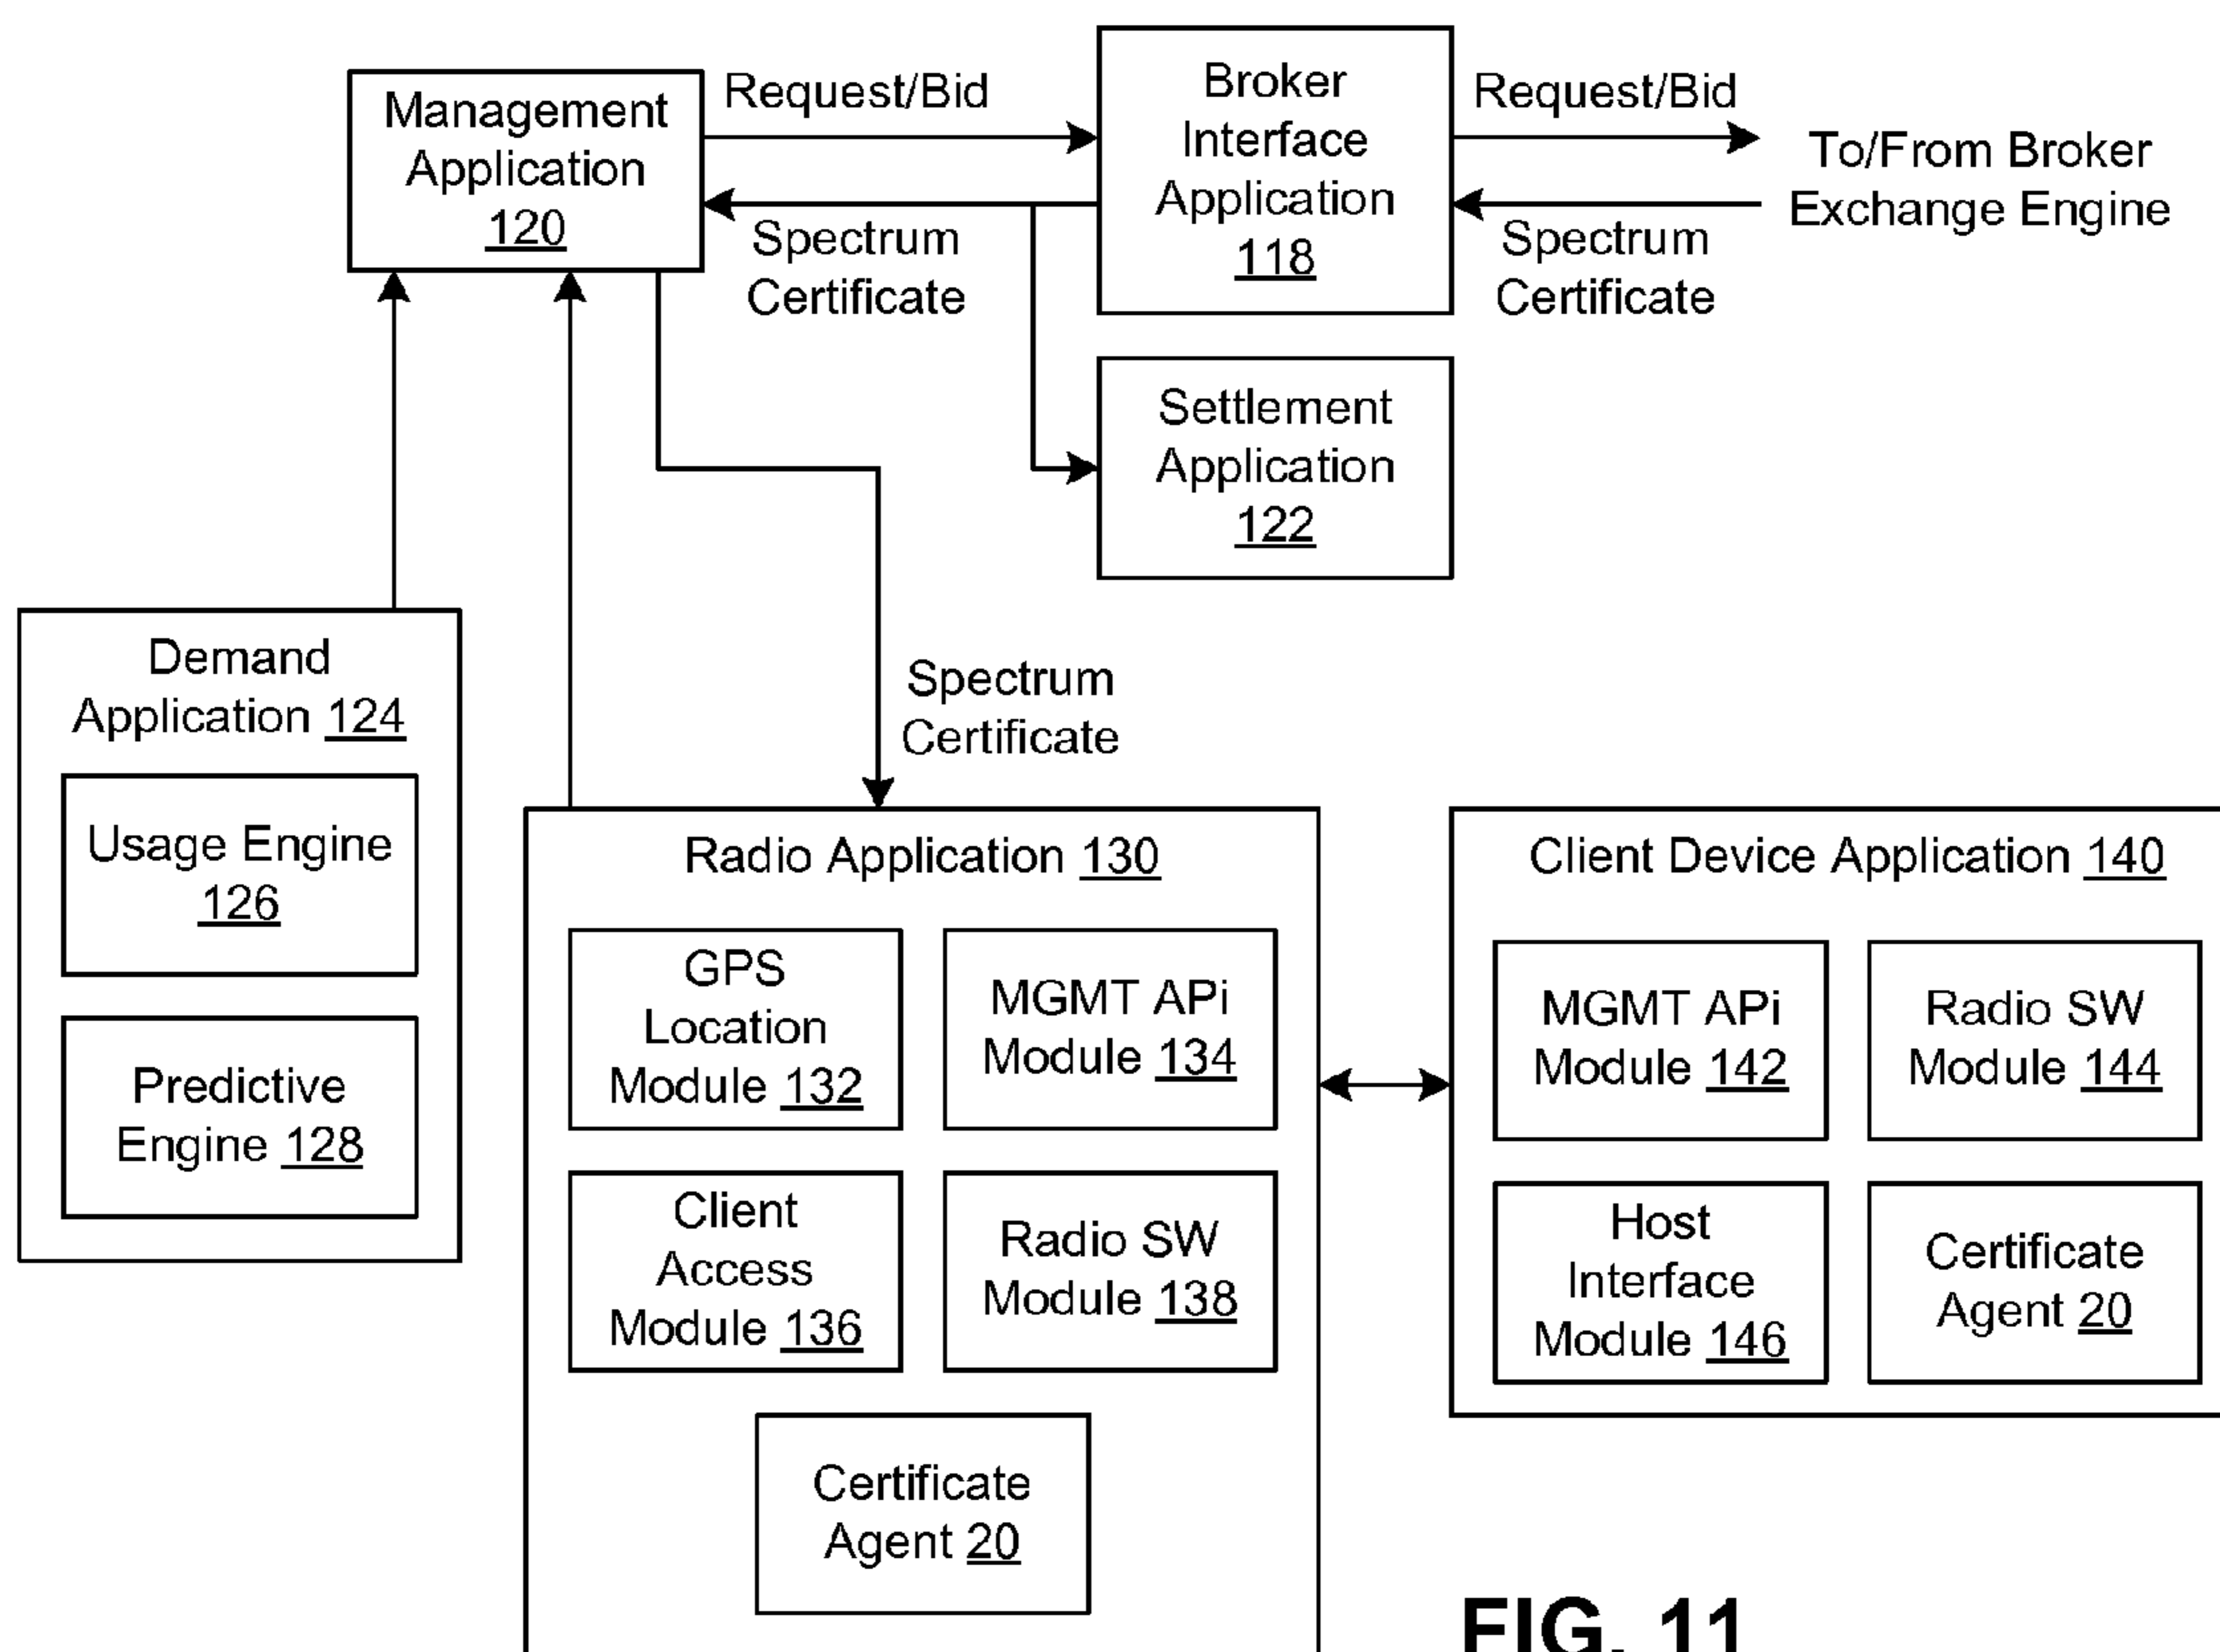 Management
Application
120
Request/Bid
Broker
Interface
Application
118
Request/Bid
To/From Broker
Exchange Engine
Spectrum
Certificate
Spectrum
Certificate
Settlement
Application
122
Demand
Application 124
Usage Engine
126
Predictive
Engine 128
Spectrum
Certificate
Radio Application 130
GPS
Location
Module 132
MGMT APi
Module 134
Client
Access
Module 136
Radio SW
Module 138
Certificate
Agent 20
Client Device Application 140
MGMT APi
Module 142
Radio SW
Module 144
Host
Interface
Module 146
Certificate
Agent 20
FIG. 11